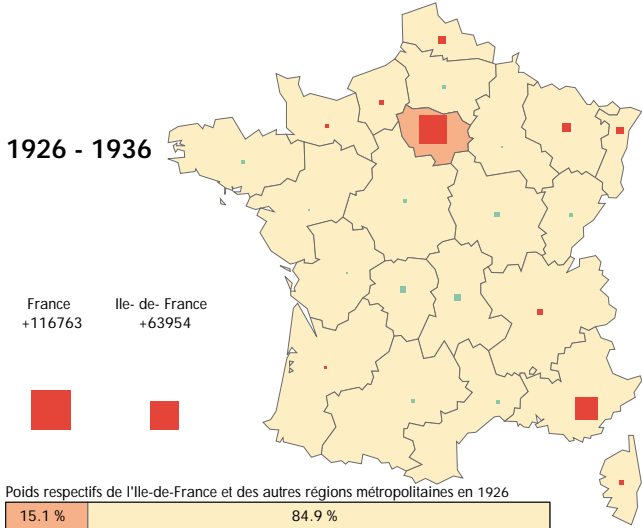 1926 - 1936
France
+116763
Ile- de- France
+63954
Poids respectifs de l'Ile-de-France et des autres régions métropolitaines en 1926
15.1 %
84.9 %